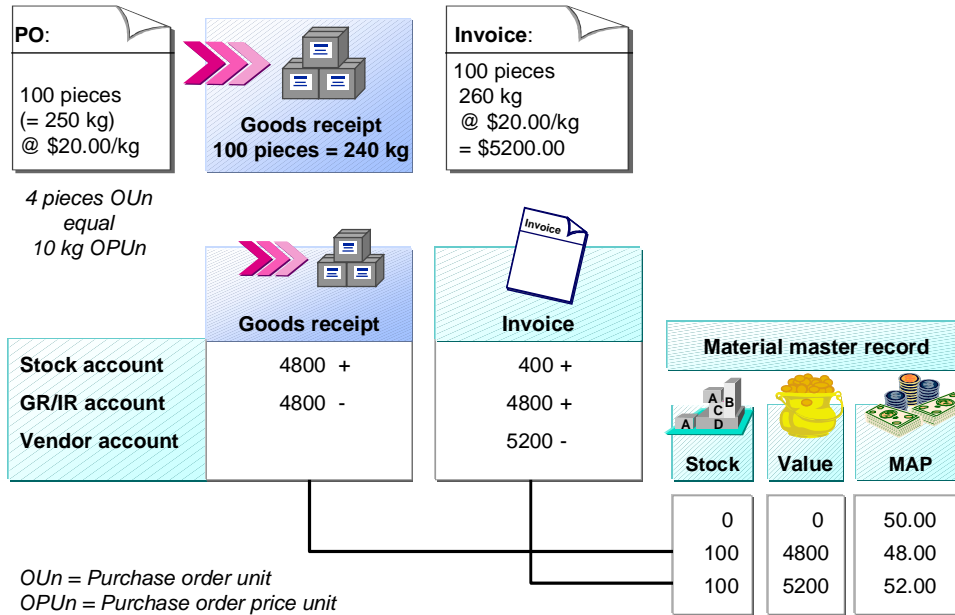 PO:
100 pieces
(= 250 kg)
@ $20.00/kg
Goods receipt
100 pieces = 240 kg
Invoice:
100 pieces
260 kg
@ $20.00/kg
= $5200.00
4 pieces OUn
equal
10 kg OPUn
Goods receipt
Invoice
Invoice
Stock account 4800 + 400 +
GR/IR account 4800 - 4800 +
Vendor account 5200 -
Material master record
A B
C
A D
Stock Value MAP
0 0 50.00
100 4800 48.00
100 5200 52.00
OUn = Purchase order unit
OPUn = Purchase order price unit